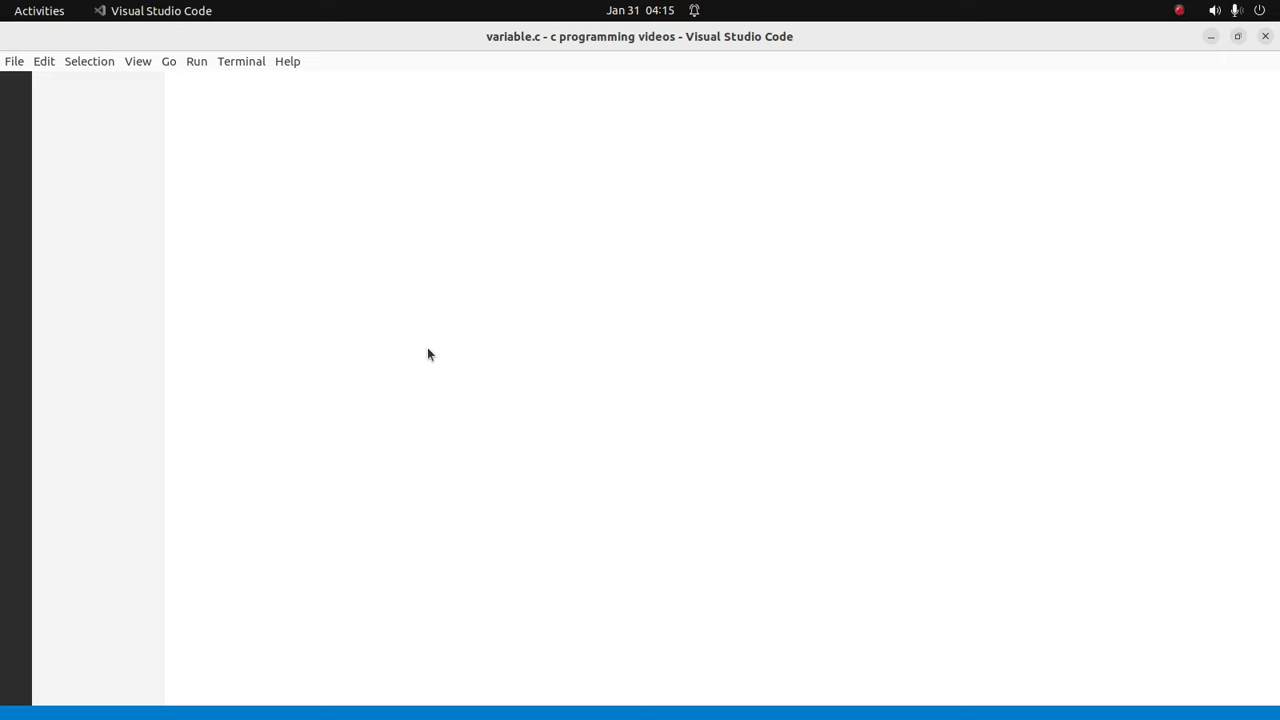 Activities Visual Studio Code Jan 31 04:15
variable.c - c programming videos - Visual Studio Code
File Edit Selection View Go Run Terminal Help